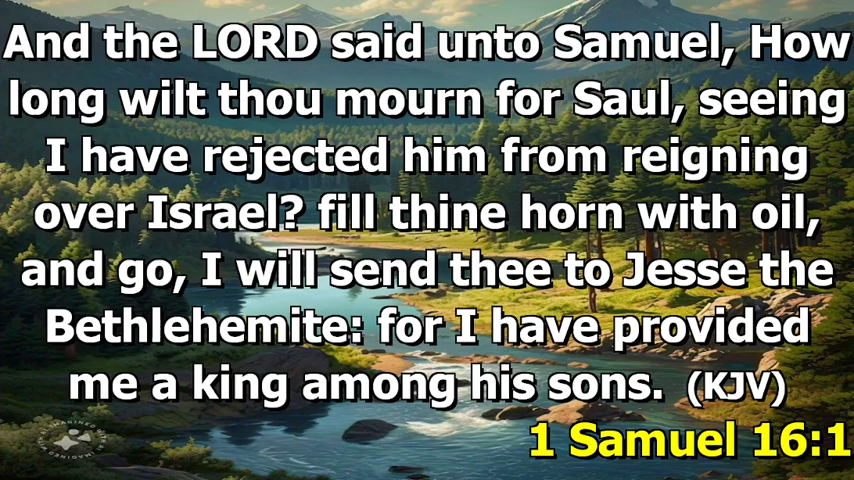 And the LORD said unto Samuel, How
long wilt thou mourn for Saul, seeing
I have rejected him from reigning
over Israel? fill thine horn with oil,
and go, I will send thee to Jesse the
Bethlehemite: for I have provided
me a king among his sons. (KJV)
1 Samuel 16:1